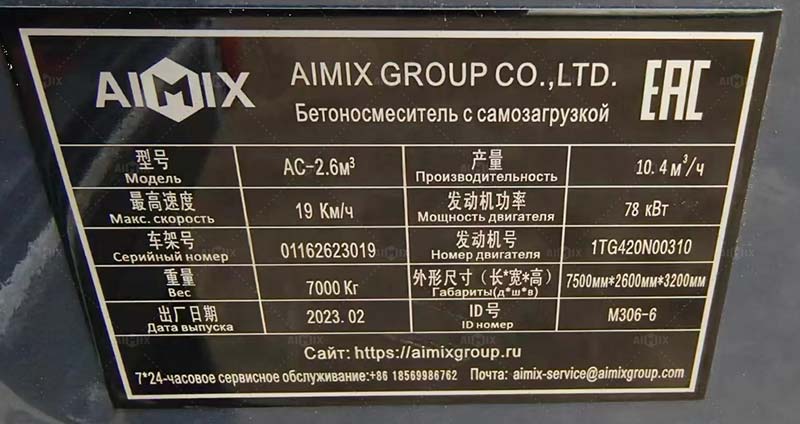 AIMIX
AIMIX GROUP CO.,LTD.
Бетоносмеситель с самозагрузкой
EAC
型号
Модель
AC-2.6м³
产量
Производительность
10.4 м³/ч
最高速度
Макс. скорость
19 Км/ч
发动机功率
Мощность двигателя
78 кВт
车架号
Серийный номер
01162623019
发动机号
Номер двигателя
1TG420N00310
重量
Вес
7000 Кг
外形尺寸（长*宽*高）
Габариты(д*ш*в)
7500мм*2600мм*3200мм
出厂日期
Дата выпуска
2023.02
ID号
ID номер
M306-6
Сайт: https://aimixgroup.ru
7*24-часовое сервисное обслуживание:+86 18569986762 Почта: aimix-service@aimixgroup.com